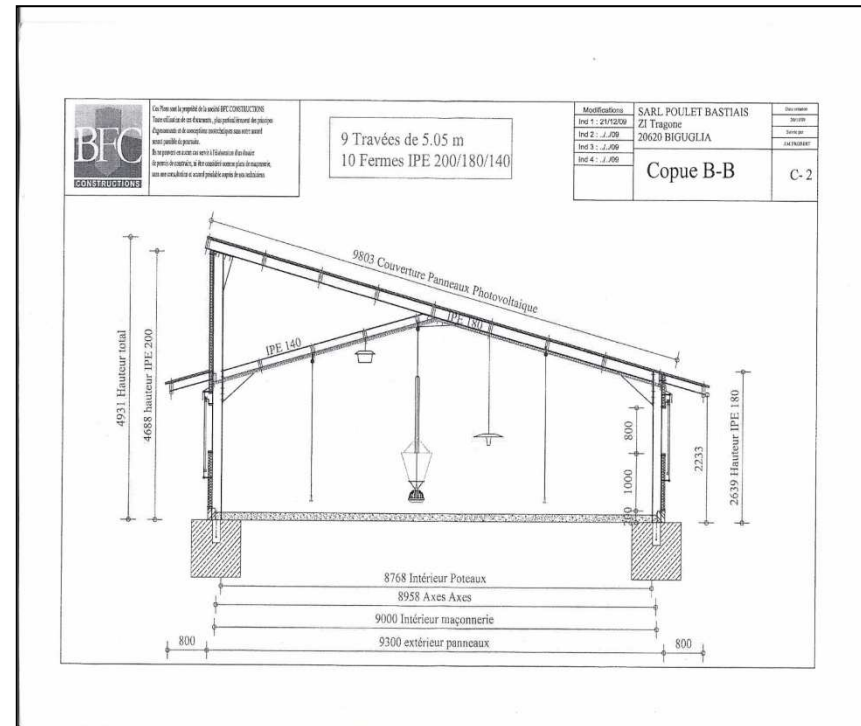 BFC
CONSTRUCTIONS
Ces Plans sont la propriété de la société BFC CONSTRUCTIONS
9 Travées de 5.05 m
10 Fermes IPE 200/180/140
Modifications
Ind 1 : 21/12/09
Ind 2 : ../../09
Ind 3 : ../../09
Ind 4 : ../../09
SARL POULET BASTIAIS
ZI Tragone
20620 BIGUGLIA
Copue B-B
C- 2
9803 Couverture Panneaux Photovoltaique
IPE 180
IPE 140
4931 Hauteur total
4688 hauteur IPE 200
800
1000
2233
2639 Hauteur IPE 180
8768 Intérieur Poteaux
8958 Axes Axes
9000 Intérieur maçonnerie
800
9300 extérieur panneaux
800